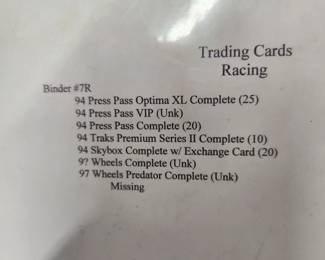 Trading Cards
Racing
Binder #7R
94 Press Pass Optima XL Complete (25)
94 Press Pass VIP (Unk)
94 Press Pass Complete (20)
94 Traks Premium Series II Complete (10)
94 Skybox Complete w/ Exchange Card (20)
9? Wheels Complete (Unk)
97 Wheels Predator Complete (Unk)
Missing